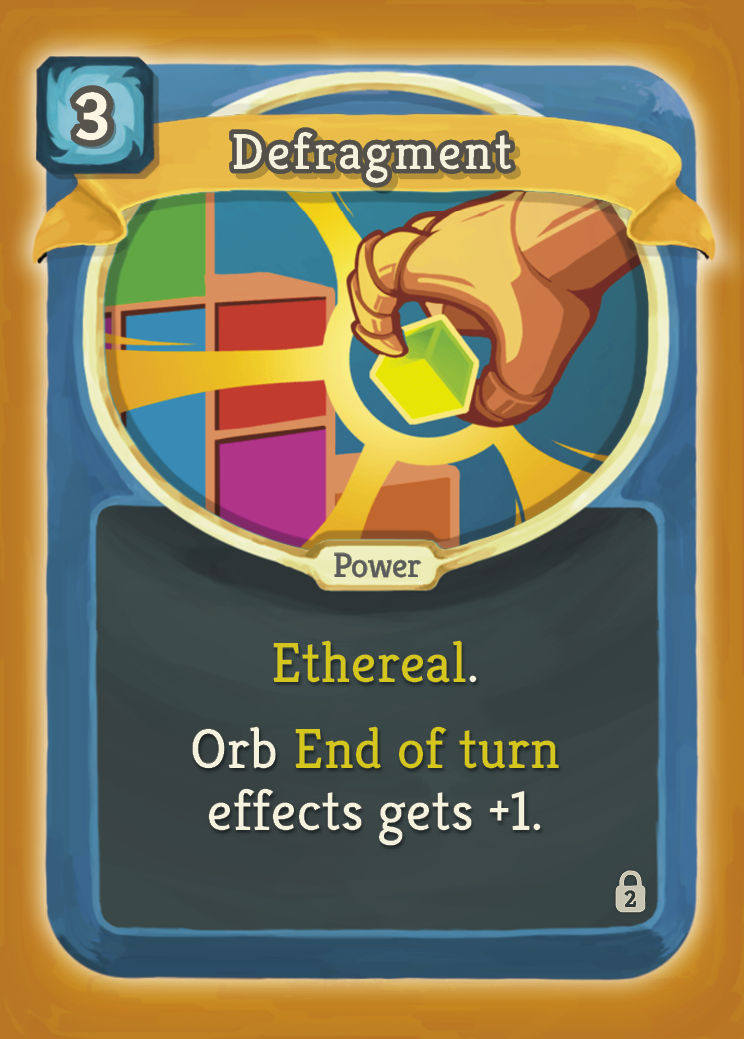 3
Defragment
Power
Ethereal.
Orb End of turn
effects gets +1.
2